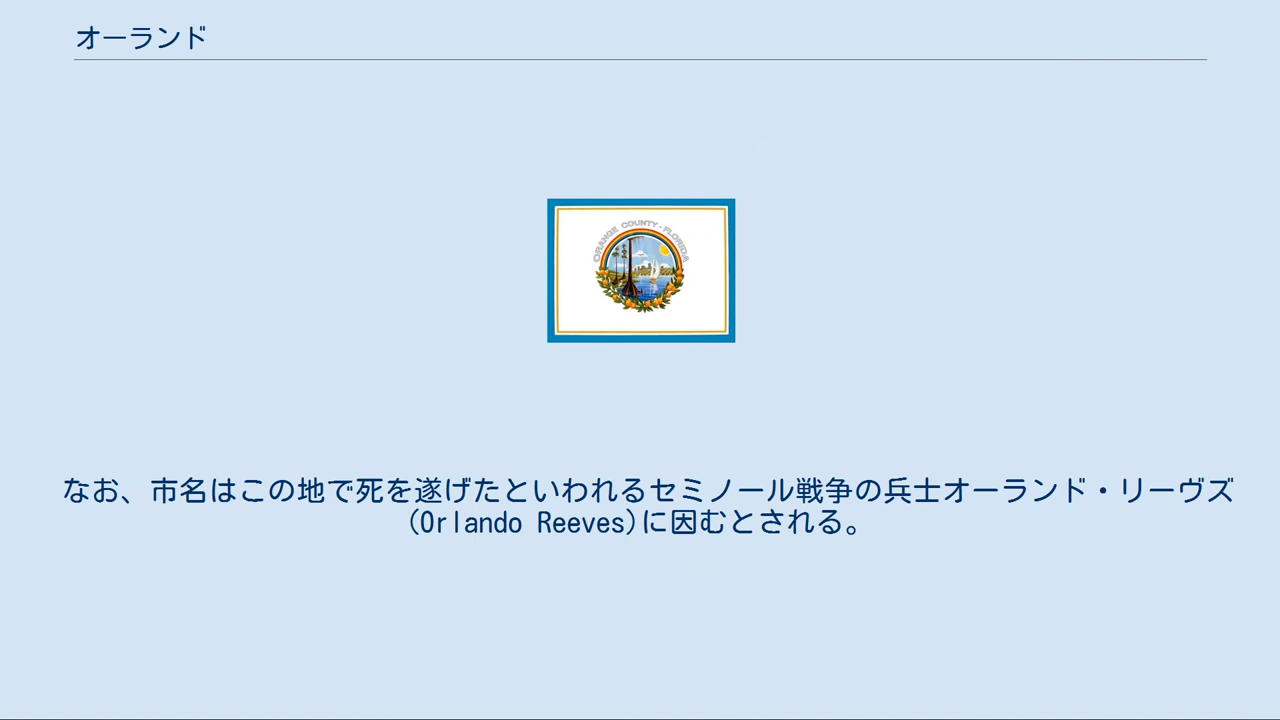 オーランド
ORANGE COUNTY · FLORIDA
なお、市名はこの地で死を遂げたといわれるセミノール戦争の兵士オーランド・リーヴズ
(Orlando Reeves)に因むとされる。